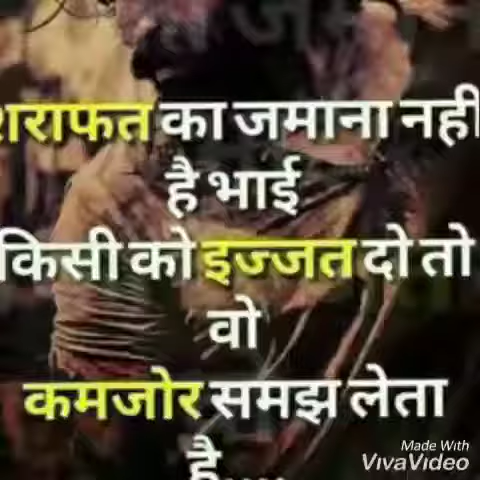 शराफत का जमाना नही
है भाई
किसी को इज्जत दो तो
वो
कमजोर समझ लेता
है....
Made With
VivaVideo